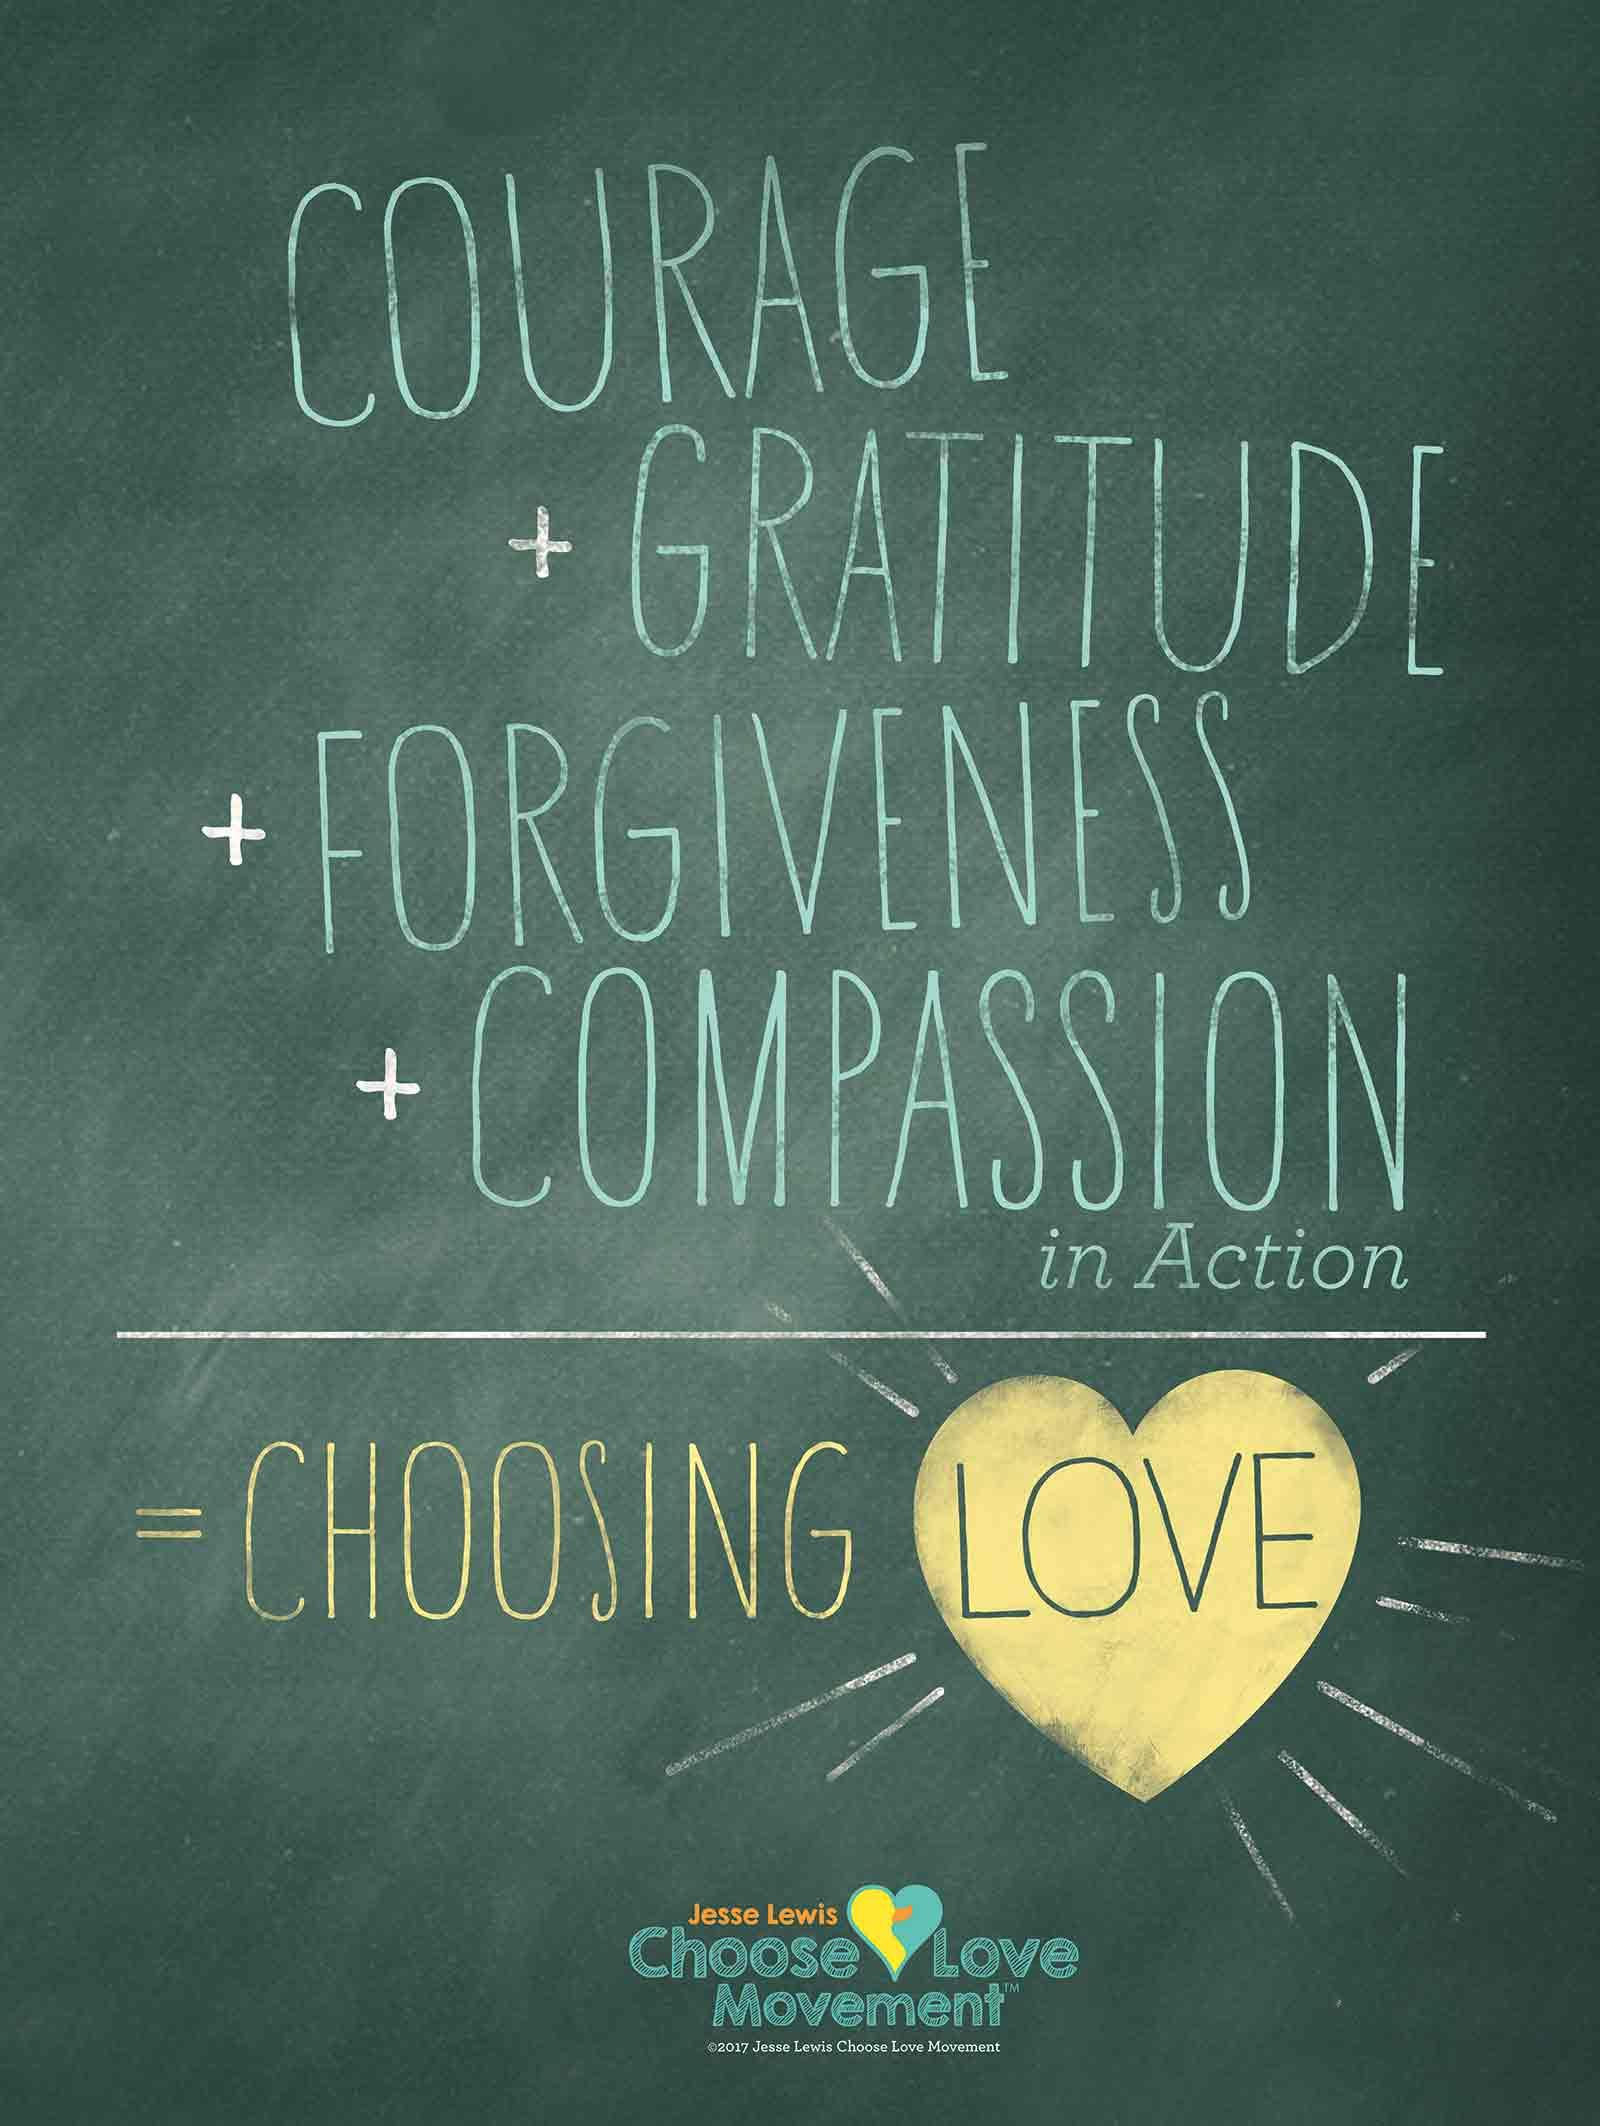 COURAGE
+ GRATITUDE
+ FORGIVENESS
+ COMPASSION
in Action
= CHOOSING LOVE
Jesse Lewis
Choose Love
Movement™
©2017 Jesse Lewis Choose Love Movement